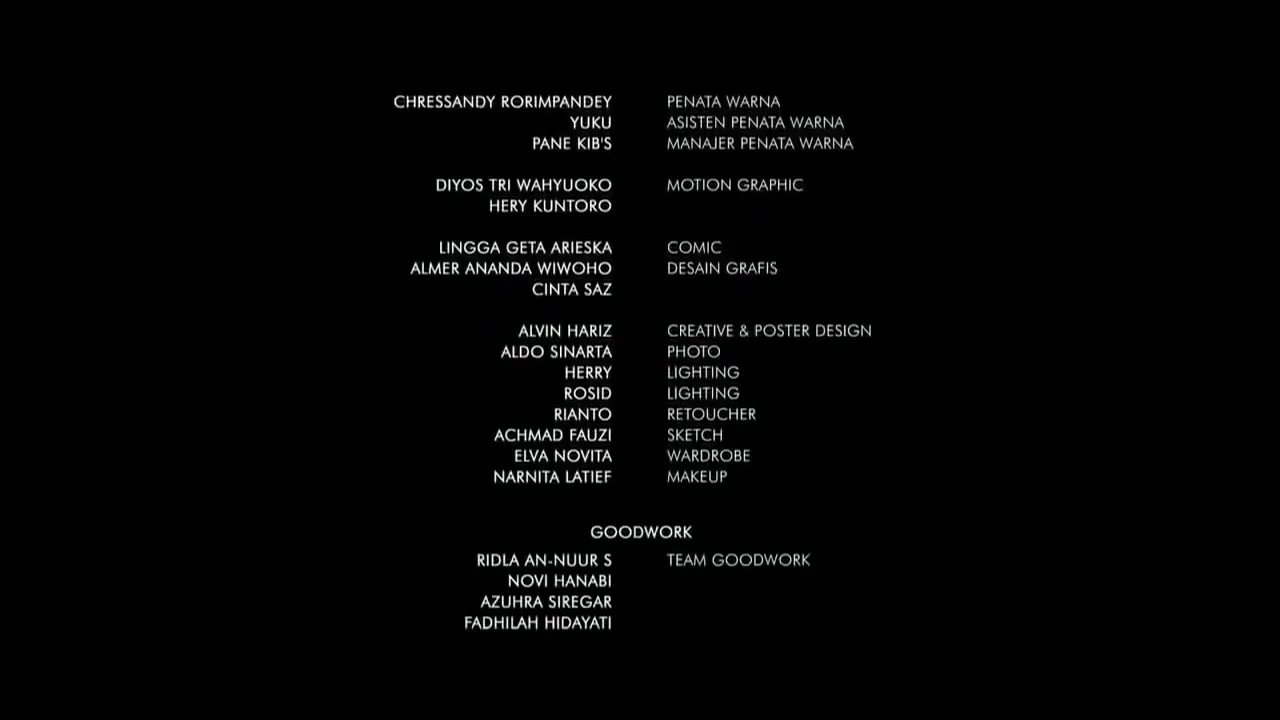 CHRESSANDY RORIMPANDEY PENATA WARNA
YUKU ASISTEN PENATA WARNA
PANE KIB'S MANAJER PENATA WARNA
DIYOS TRI WAHYUOKO MOTION GRAPHIC
HERY KUNTORO
LINGGA GETA ARIESKA COMIC
ALMER ANANDA WIWOHO DESAIN GRAFIS
CINTA SAZ
ALVIN HARIZ CREATIVE & POSTER DESIGN
ALDO SINARTA PHOTO
HERRY LIGHTING
ROSID LIGHTING
RIANTO RETOUCHER
ACHMAD FAUZI SKETCH
ELVA NOVITA WARDROBE
NARNITA LATIEF MAKEUP
GOODWORK
RIDLA AN-NUUR S TEAM GOODWORK
NOVI HANABI
AZUHRA SIREGAR
FADHILAH HIDAYATI